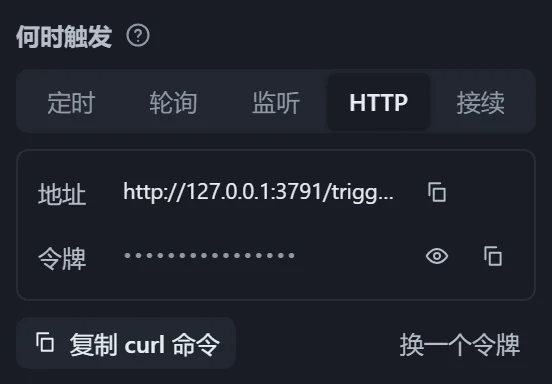 何时触发
定时 轮询 监听 HTTP 接续
地址 http://127.0.0.1:3791/trigg...
令牌 ••••••••••••••••
复制 curl 命令 换一个令牌